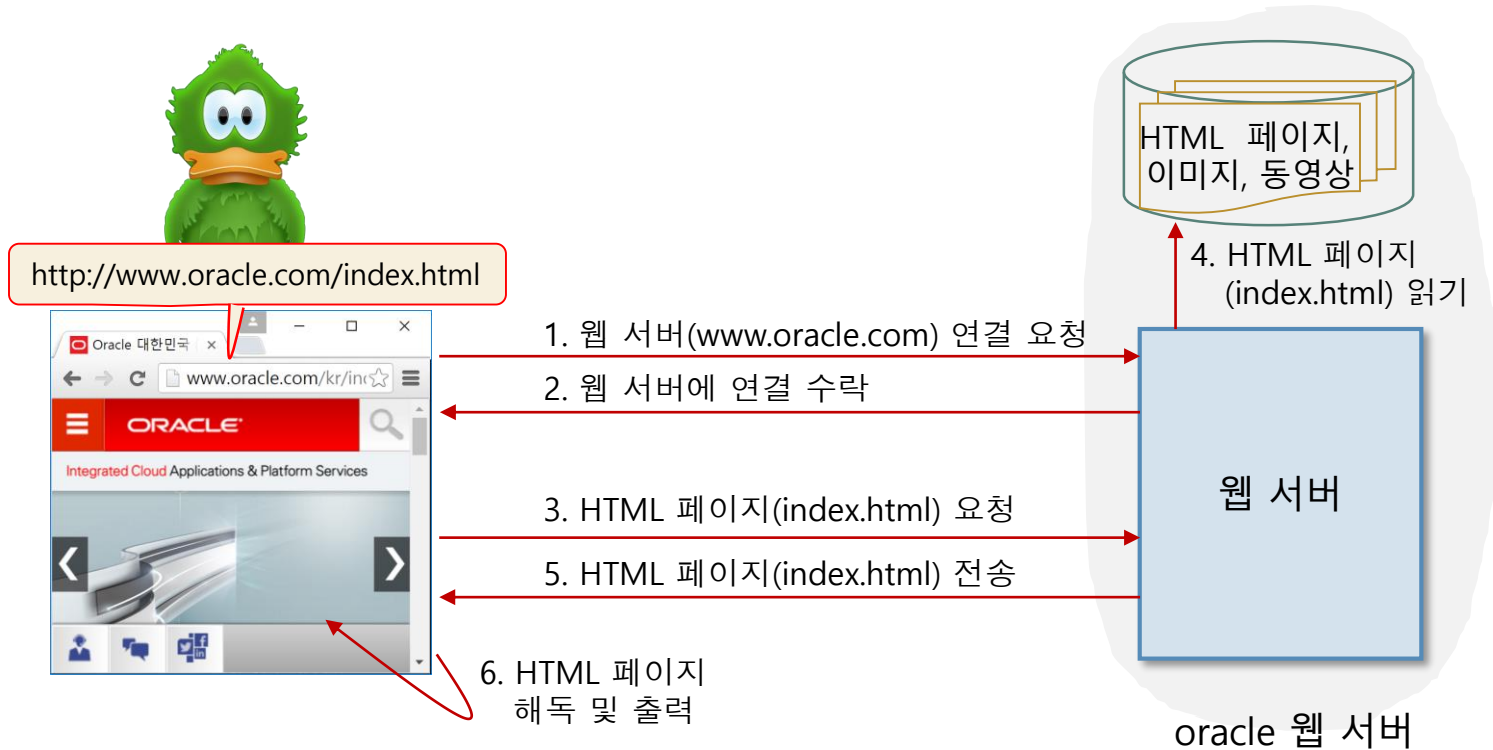 HTML 페이지,
이미지, 동영상
http://www.oracle.com/index.html
4. HTML 페이지
(index.html) 읽기
Oracle 대한민국
1. 웹 서버(www.oracle.com) 연결 요청
www.oracle.com/kr/in
2. 웹 서버에 연결 수락
ORACLE
Integrated Cloud Applications & Platform Services
웹 서버
3. HTML 페이지(index.html) 요청
5. HTML 페이지(index.html) 전송
6. HTML 페이지
해독 및 출력
oracle 웹 서버